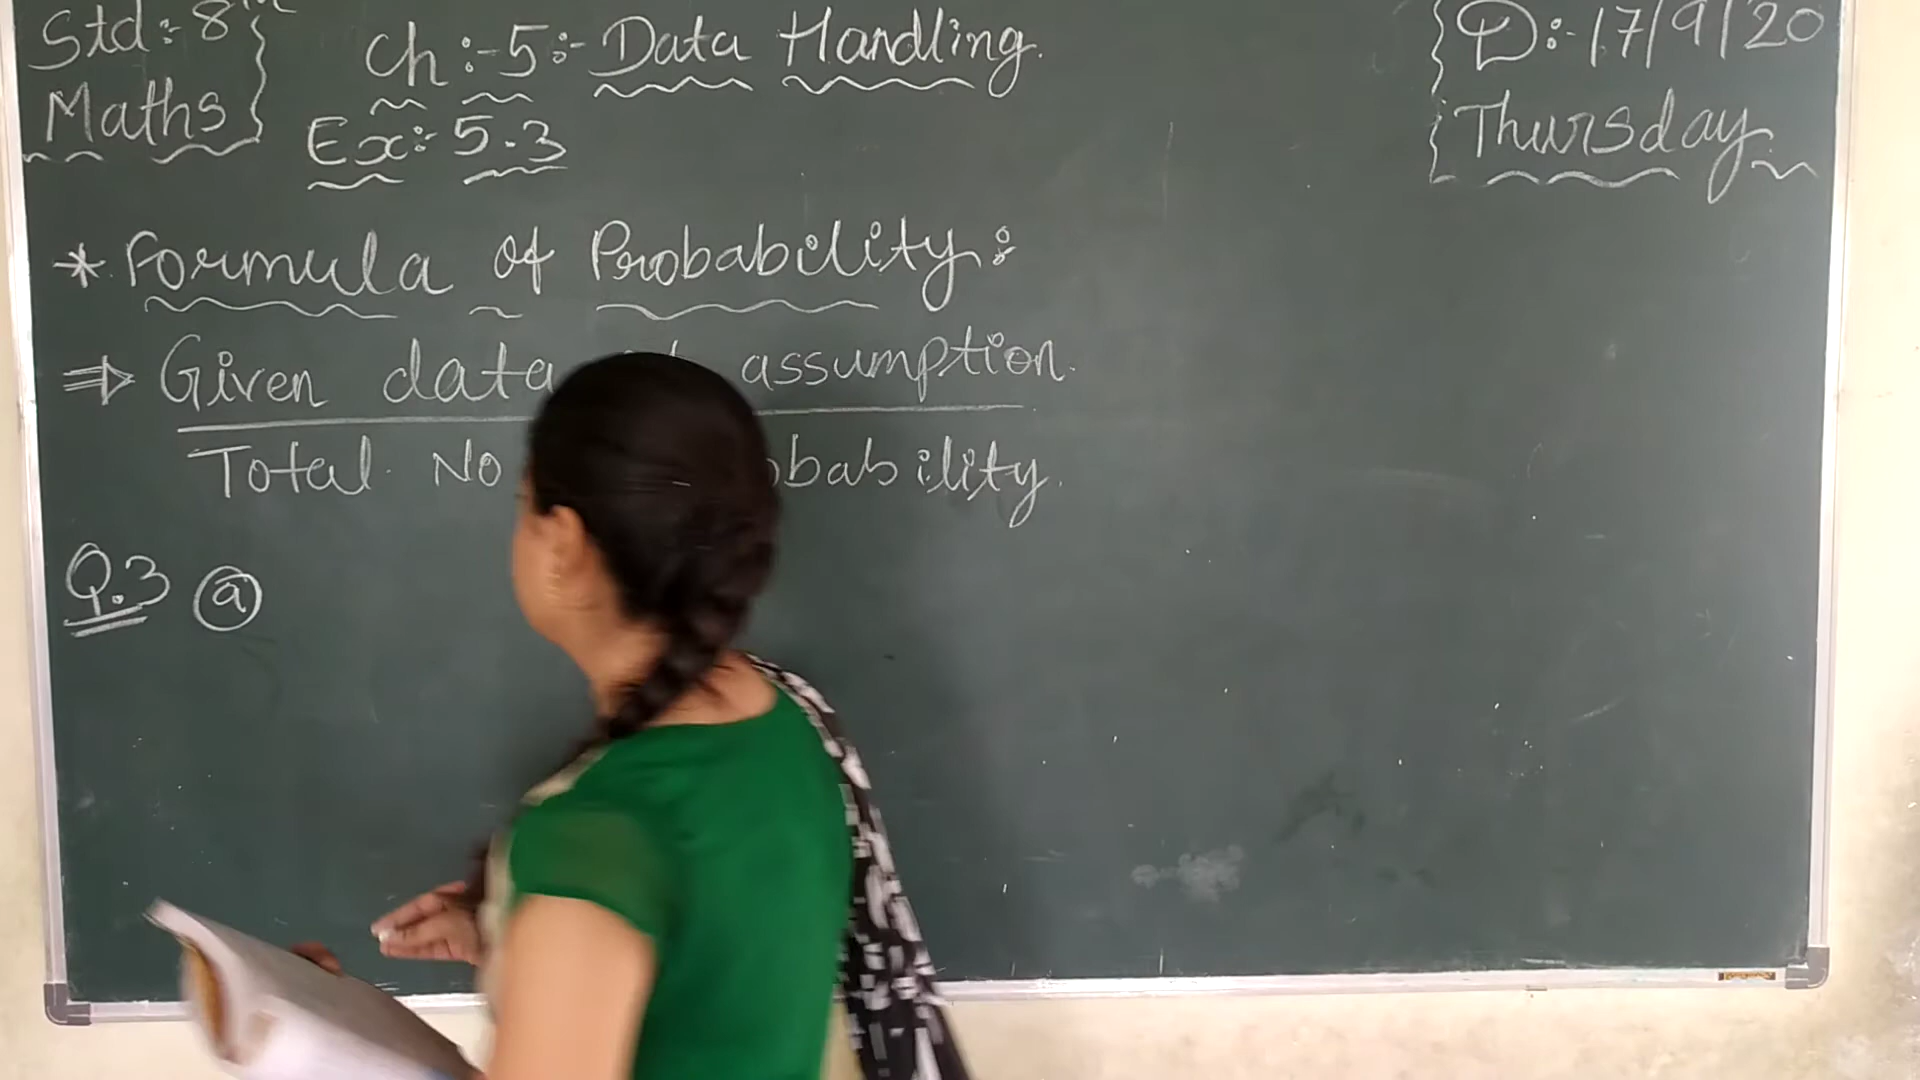 Std:- 8th
Maths
Ch:-5:- Data Handling.
Ex:- 5.3
D:-17/9/20
Thursday
* Formula of Probability:-
⇒ Given data assumption.
Total No
Q.3 (a)